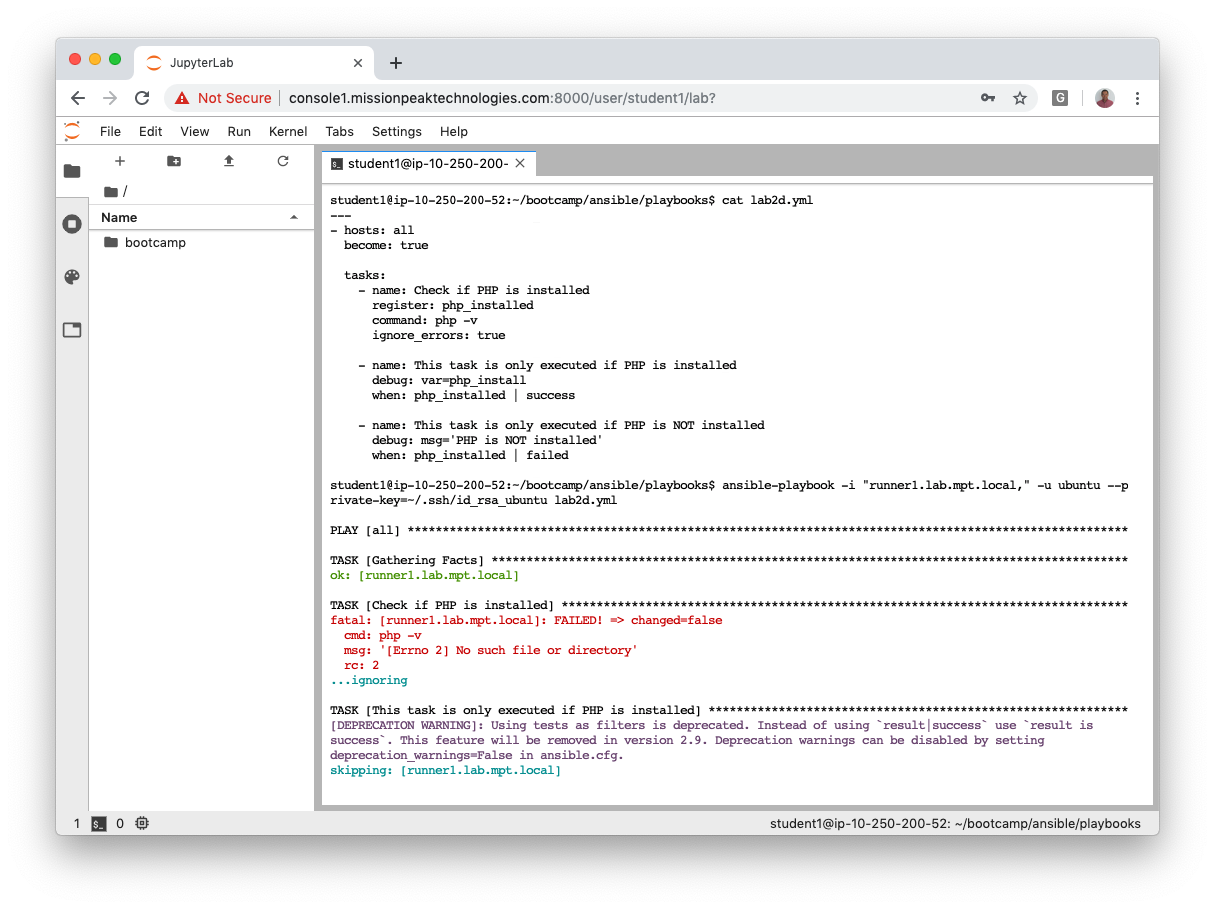 JupyterLab
Not Secure console1.missionpeaktechnologies.com:8000/user/student1/lab?
G
File Edit View Run Kernel Tabs Settings Help
student1@ip-10-250-200-
/
Name
bootcamp
student1@ip-10-250-200-52:~/bootcamp/ansible/playbooks$ cat lab2d.yml
---
- hosts: all
  become: true
  tasks:
    - name: Check if PHP is installed
      register: php_installed
      command: php -v
      ignore_errors: true
    - name: This task is only executed if PHP is installed
      debug: var=php_install
      when: php_installed | success
    - name: This task is only executed if PHP is NOT installed
      debug: msg='PHP is NOT installed'
      when: php_installed | failed
student1@ip-10-250-200-52:~/bootcamp/ansible/playbooks$ ansible-playbook -i "runner1.lab.mpt.local," -u ubuntu --p
rivate-key=~/.ssh/id_rsa_ubuntu lab2d.yml
PLAY [all] *******************************************************************************************************
TASK [Gathering Facts] *******************************************************************************************
ok: [runner1.lab.mpt.local]
TASK [Check if PHP is installed] *********************************************************************************
fatal: [runner1.lab.mpt.local]: FAILED! => changed=false
  cmd: php -v
  msg: '[Errno 2] No such file or directory'
  rc: 2
...ignoring
TASK [This task is only executed if PHP is installed] ************************************************************
[DEPRECATION WARNING]: Using tests as filters is deprecated. Instead of using `result|success` use `result is
success`. This feature will be removed in version 2.9. Deprecation warnings can be disabled by setting
deprecation_warnings=False in ansible.cfg.
skipping: [runner1.lab.mpt.local]
1 $_ 0 student1@ip-10-250-200-52: ~/bootcamp/ansible/playbooks